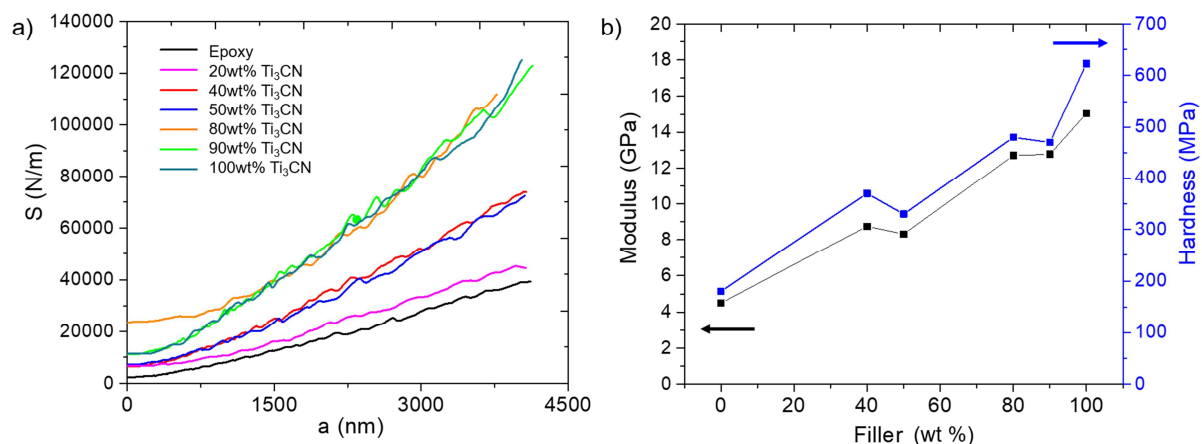 a)
140000
120000
100000
80000
60000
40000
20000
0
S (N/m)
Epoxy
20wt% Ti₃CN
40wt% Ti₃CN
50wt% Ti₃CN
80wt% Ti₃CN
90wt% Ti₃CN
100wt% Ti₃CN
0 1500 3000 4500
a (nm)
b)
20
18
16
14
12
10
8
6
4
2
0
Modulus (GPa)
700
600
500
400
300
200
100
0
Hardness (MPa)
0 20 40 60 80 100
Filler (wt %)